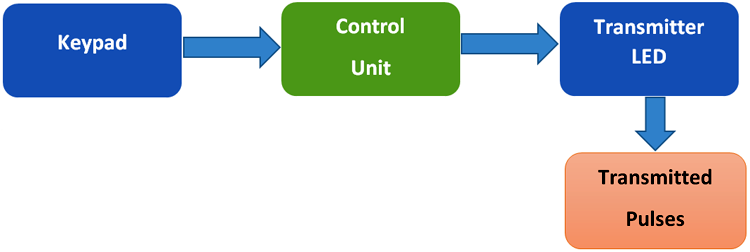 Keypad
Control
Unit
Transmitter
LED
Transmitted
Pulses